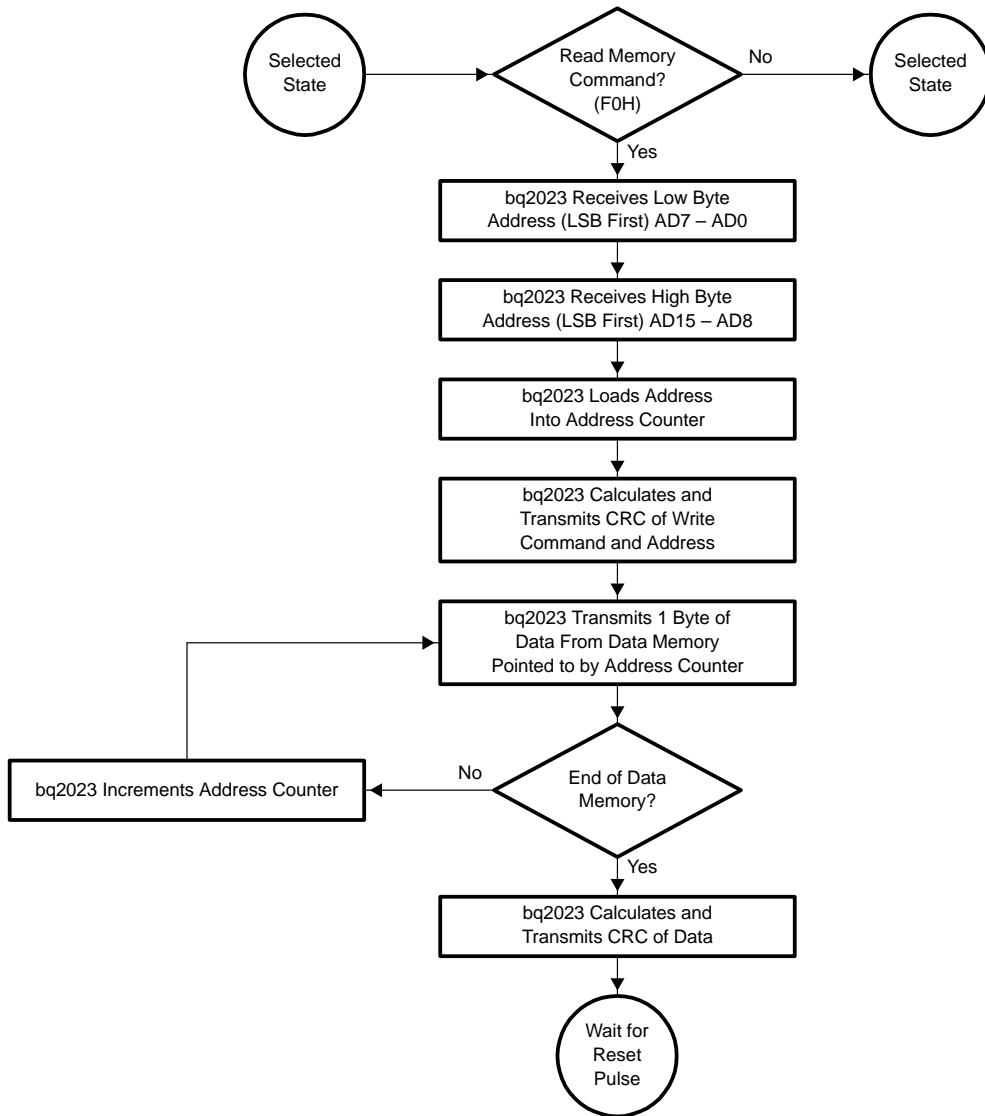 Selected
State
Read Memory
Command?
(F0H)
No
Selected
State
Yes
bq2023 Receives Low Byte
Address (LSB First) AD7 – AD0
bq2023 Receives High Byte
Address (LSB First) AD15 – AD8
bq2023 Loads Address
Into Address Counter
bq2023 Calculates and
Transmits CRC of Write
Command and Address
bq2023 Transmits 1 Byte of
Data From Data Memory
Pointed to by Address Counter
bq2023 Increments Address Counter
No
End of Data
Memory?
Yes
bq2023 Calculates and
Transmits CRC of Data
Wait for
Reset
Pulse